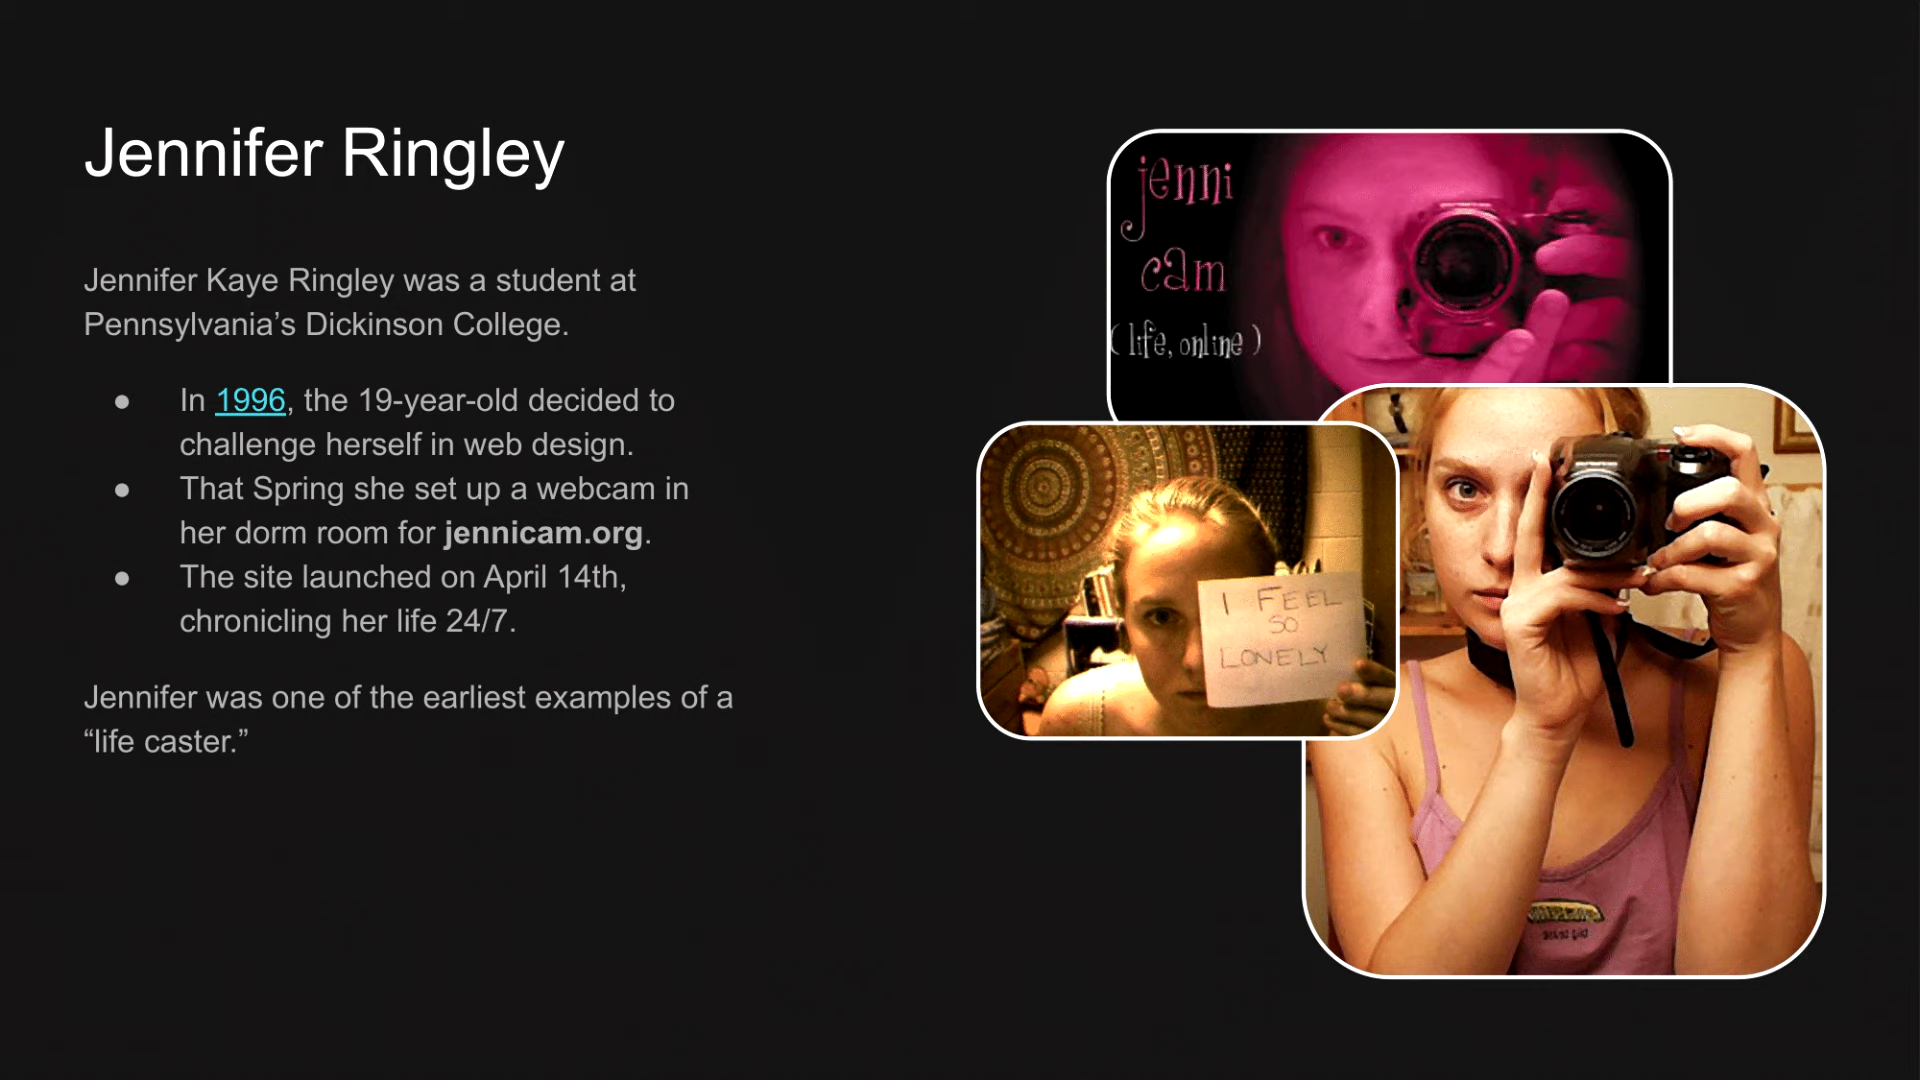 Jennifer Ringley
Jennifer Kaye Ringley was a student at
Pennsylvania’s Dickinson College.
● In 1996, the 19-year-old decided to
challenge herself in web design.
● That Spring she set up a webcam in
her dorm room for jennicam.org.
● The site launched on April 14th,
chronicling her life 24/7.
Jennifer was one of the earliest examples of a
“life caster.”
jenni
cam
( life, online )
I FEEL
SO
LONELY